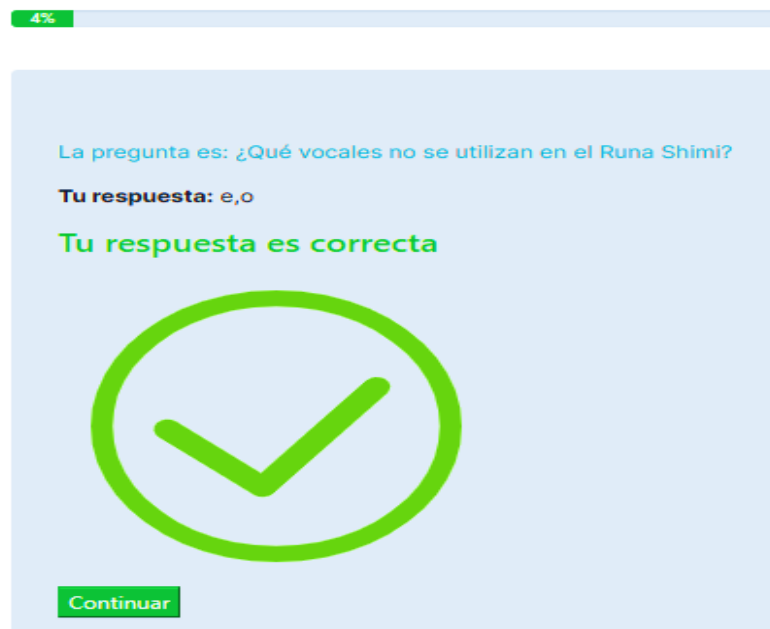 4%
La pregunta es: ¿Qué vocales no se utilizan en el Runa Shimi?
Tu respuesta: e,o
Tu respuesta es correcta
Continuar